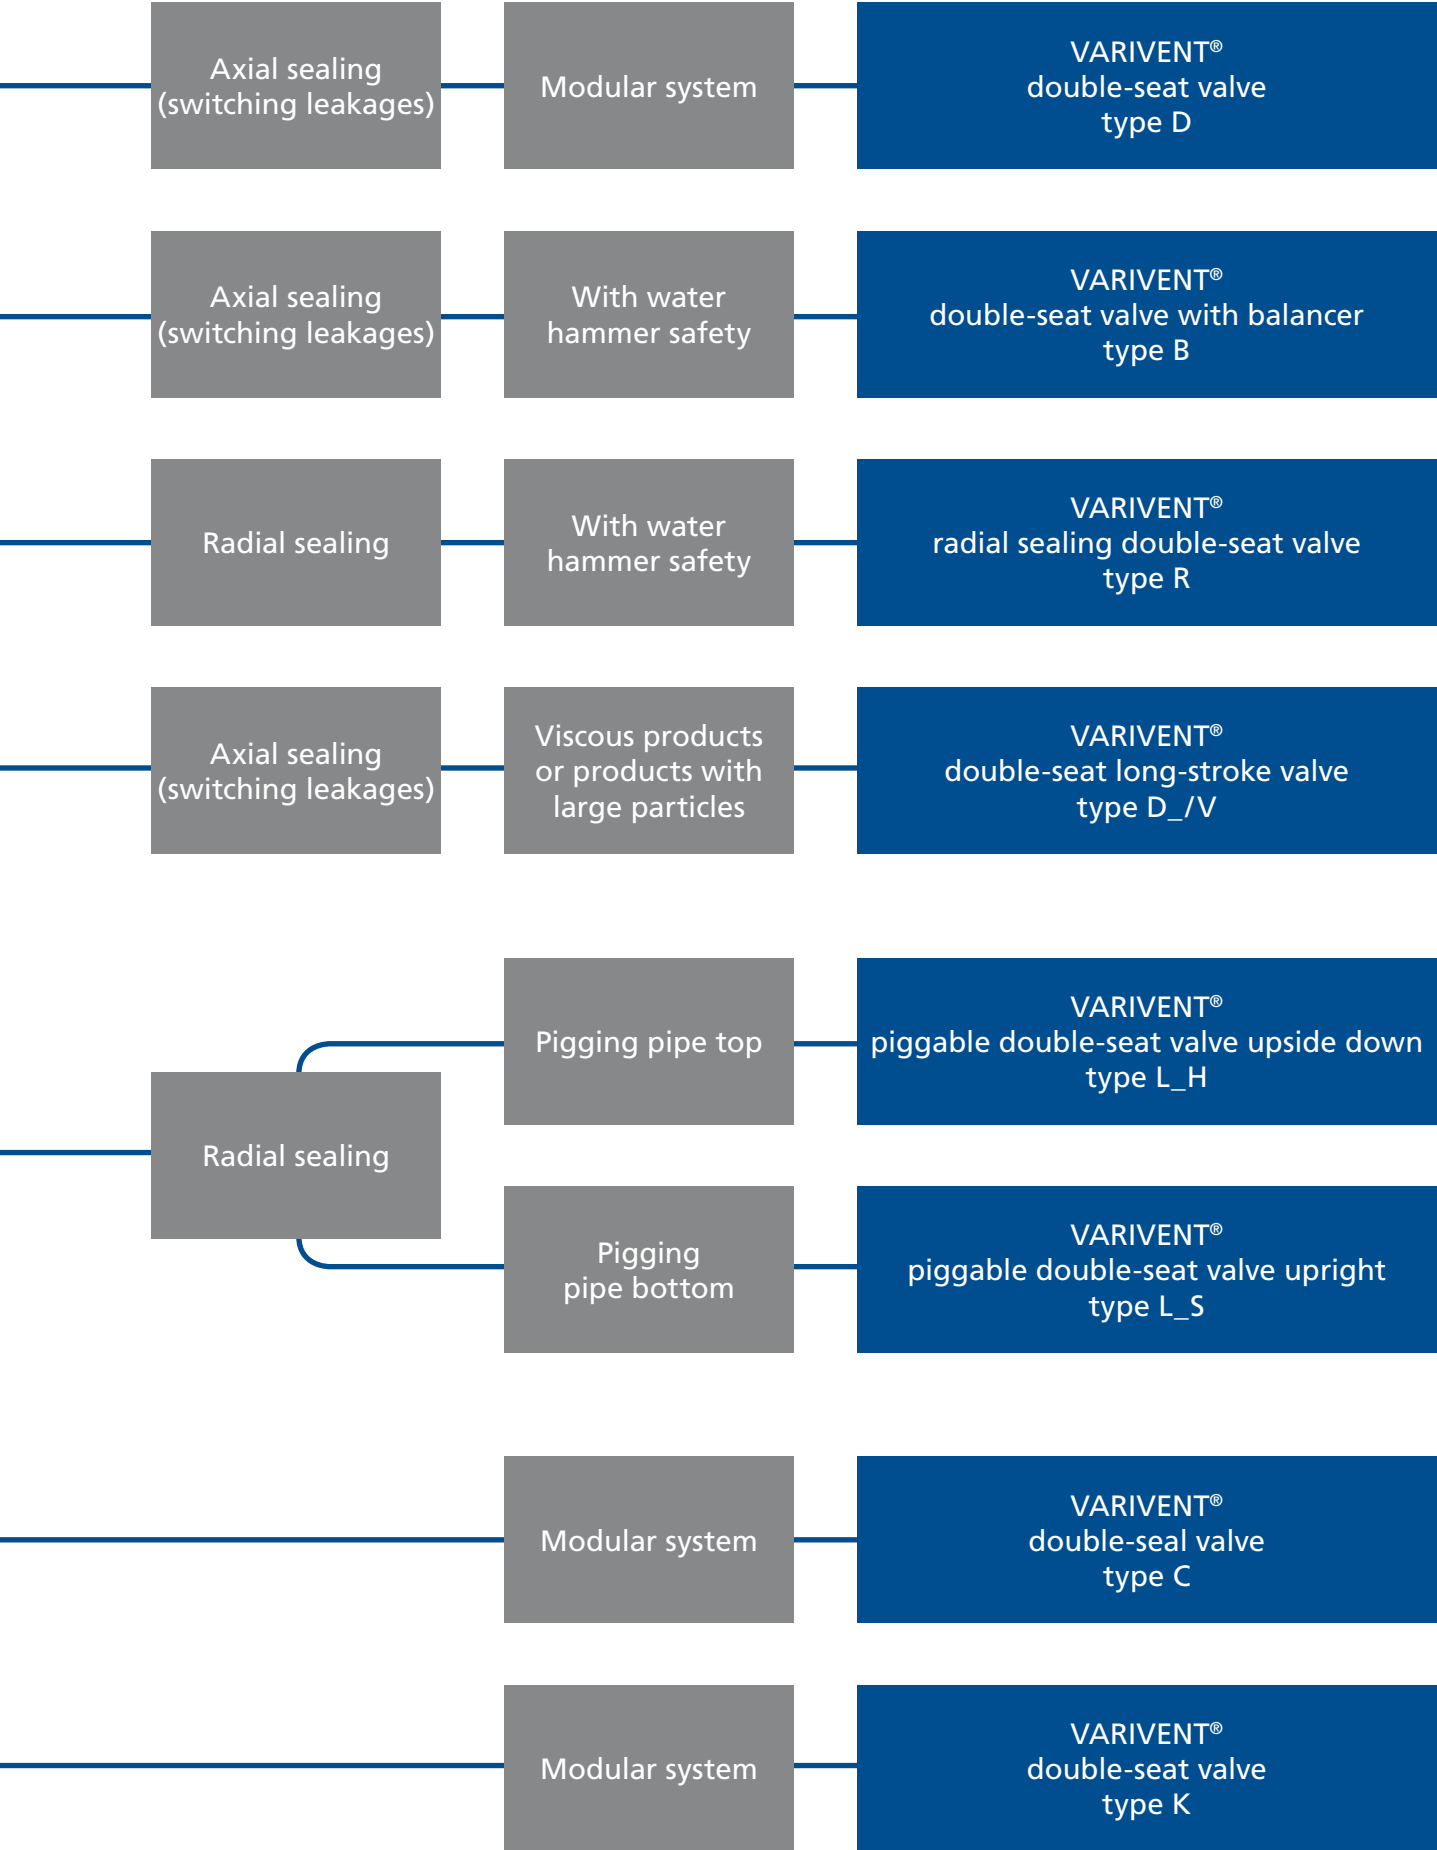 Axial sealing
(switching leakages)
Modular system
VARIVENT®
double-seat valve
type D
Axial sealing
(switching leakages)
With water
hammer safety
VARIVENT®
double-seat valve with balancer
type B
Radial sealing
With water
hammer safety
VARIVENT®
radial sealing double-seat valve
type R
Axial sealing
(switching leakages)
Viscous products
or products with
large particles
VARIVENT®
double-seat long-stroke valve
type D_/V
Radial sealing
Pigging pipe top
VARIVENT®
piggable double-seat valve upside down
type L_H
Pigging
pipe bottom
VARIVENT®
piggable double-seat valve upright
type L_S
Modular system
VARIVENT®
double-seal valve
type C
Modular system
VARIVENT®
double-seat valve
type K